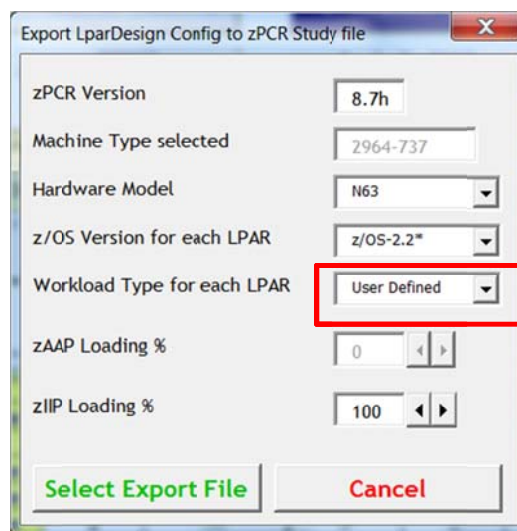 Export LparDesign Config to zPCR Study file
X
zPCR Version 8.7h
Machine Type selected 2964-737
Hardware Model N63
z/OS Version for each LPAR z/OS-2.2*
Workload Type for each LPAR User Defined
zAAP Loading % 0
zIIP Loading % 100
Select Export File Cancel